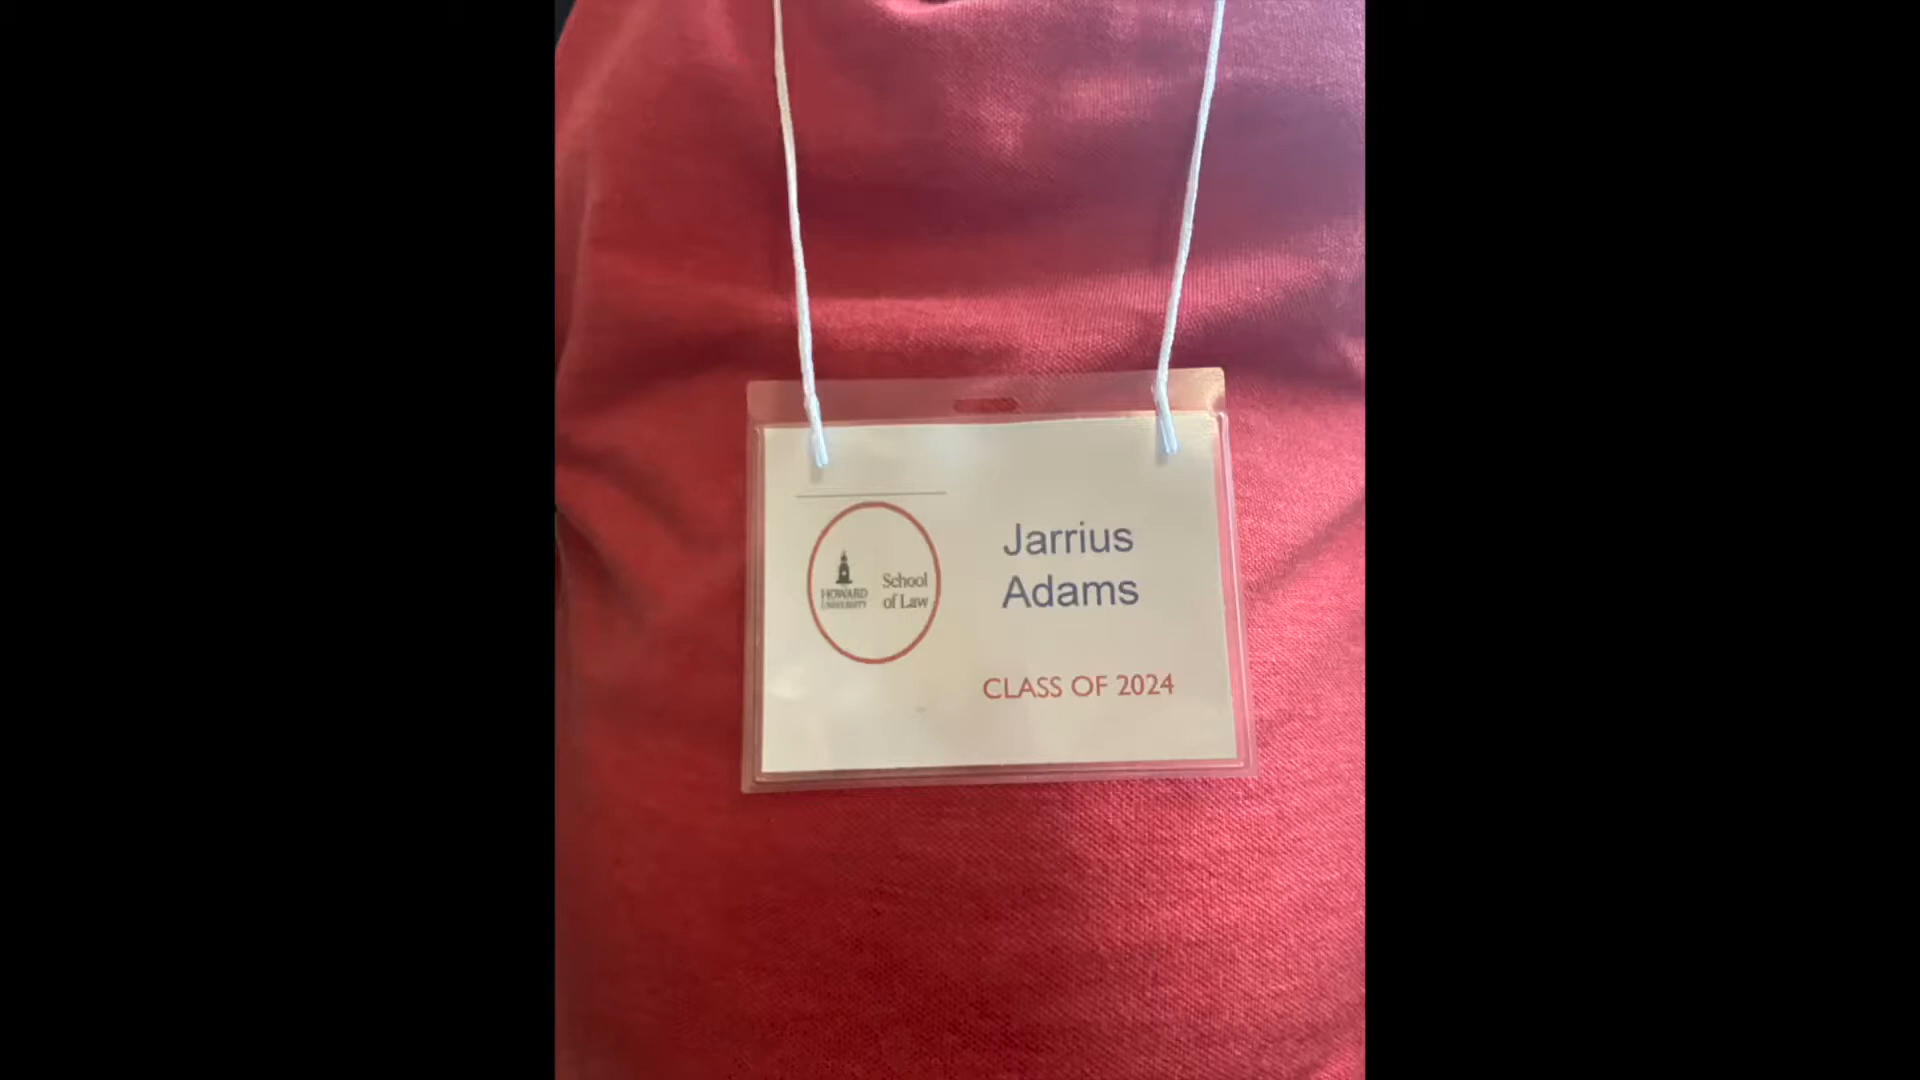 HOWARD
UNIVERSITY
School
of Law
Jarrius
Adams
CLASS OF 2024